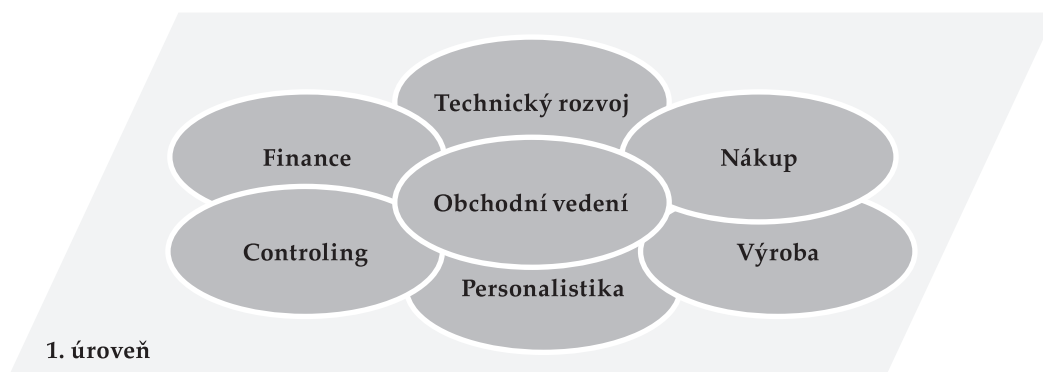 Technický rozvoj
Finance
Nákup
Obchodní vedení
Controling
Výroba
Personalistika
1. úroveň